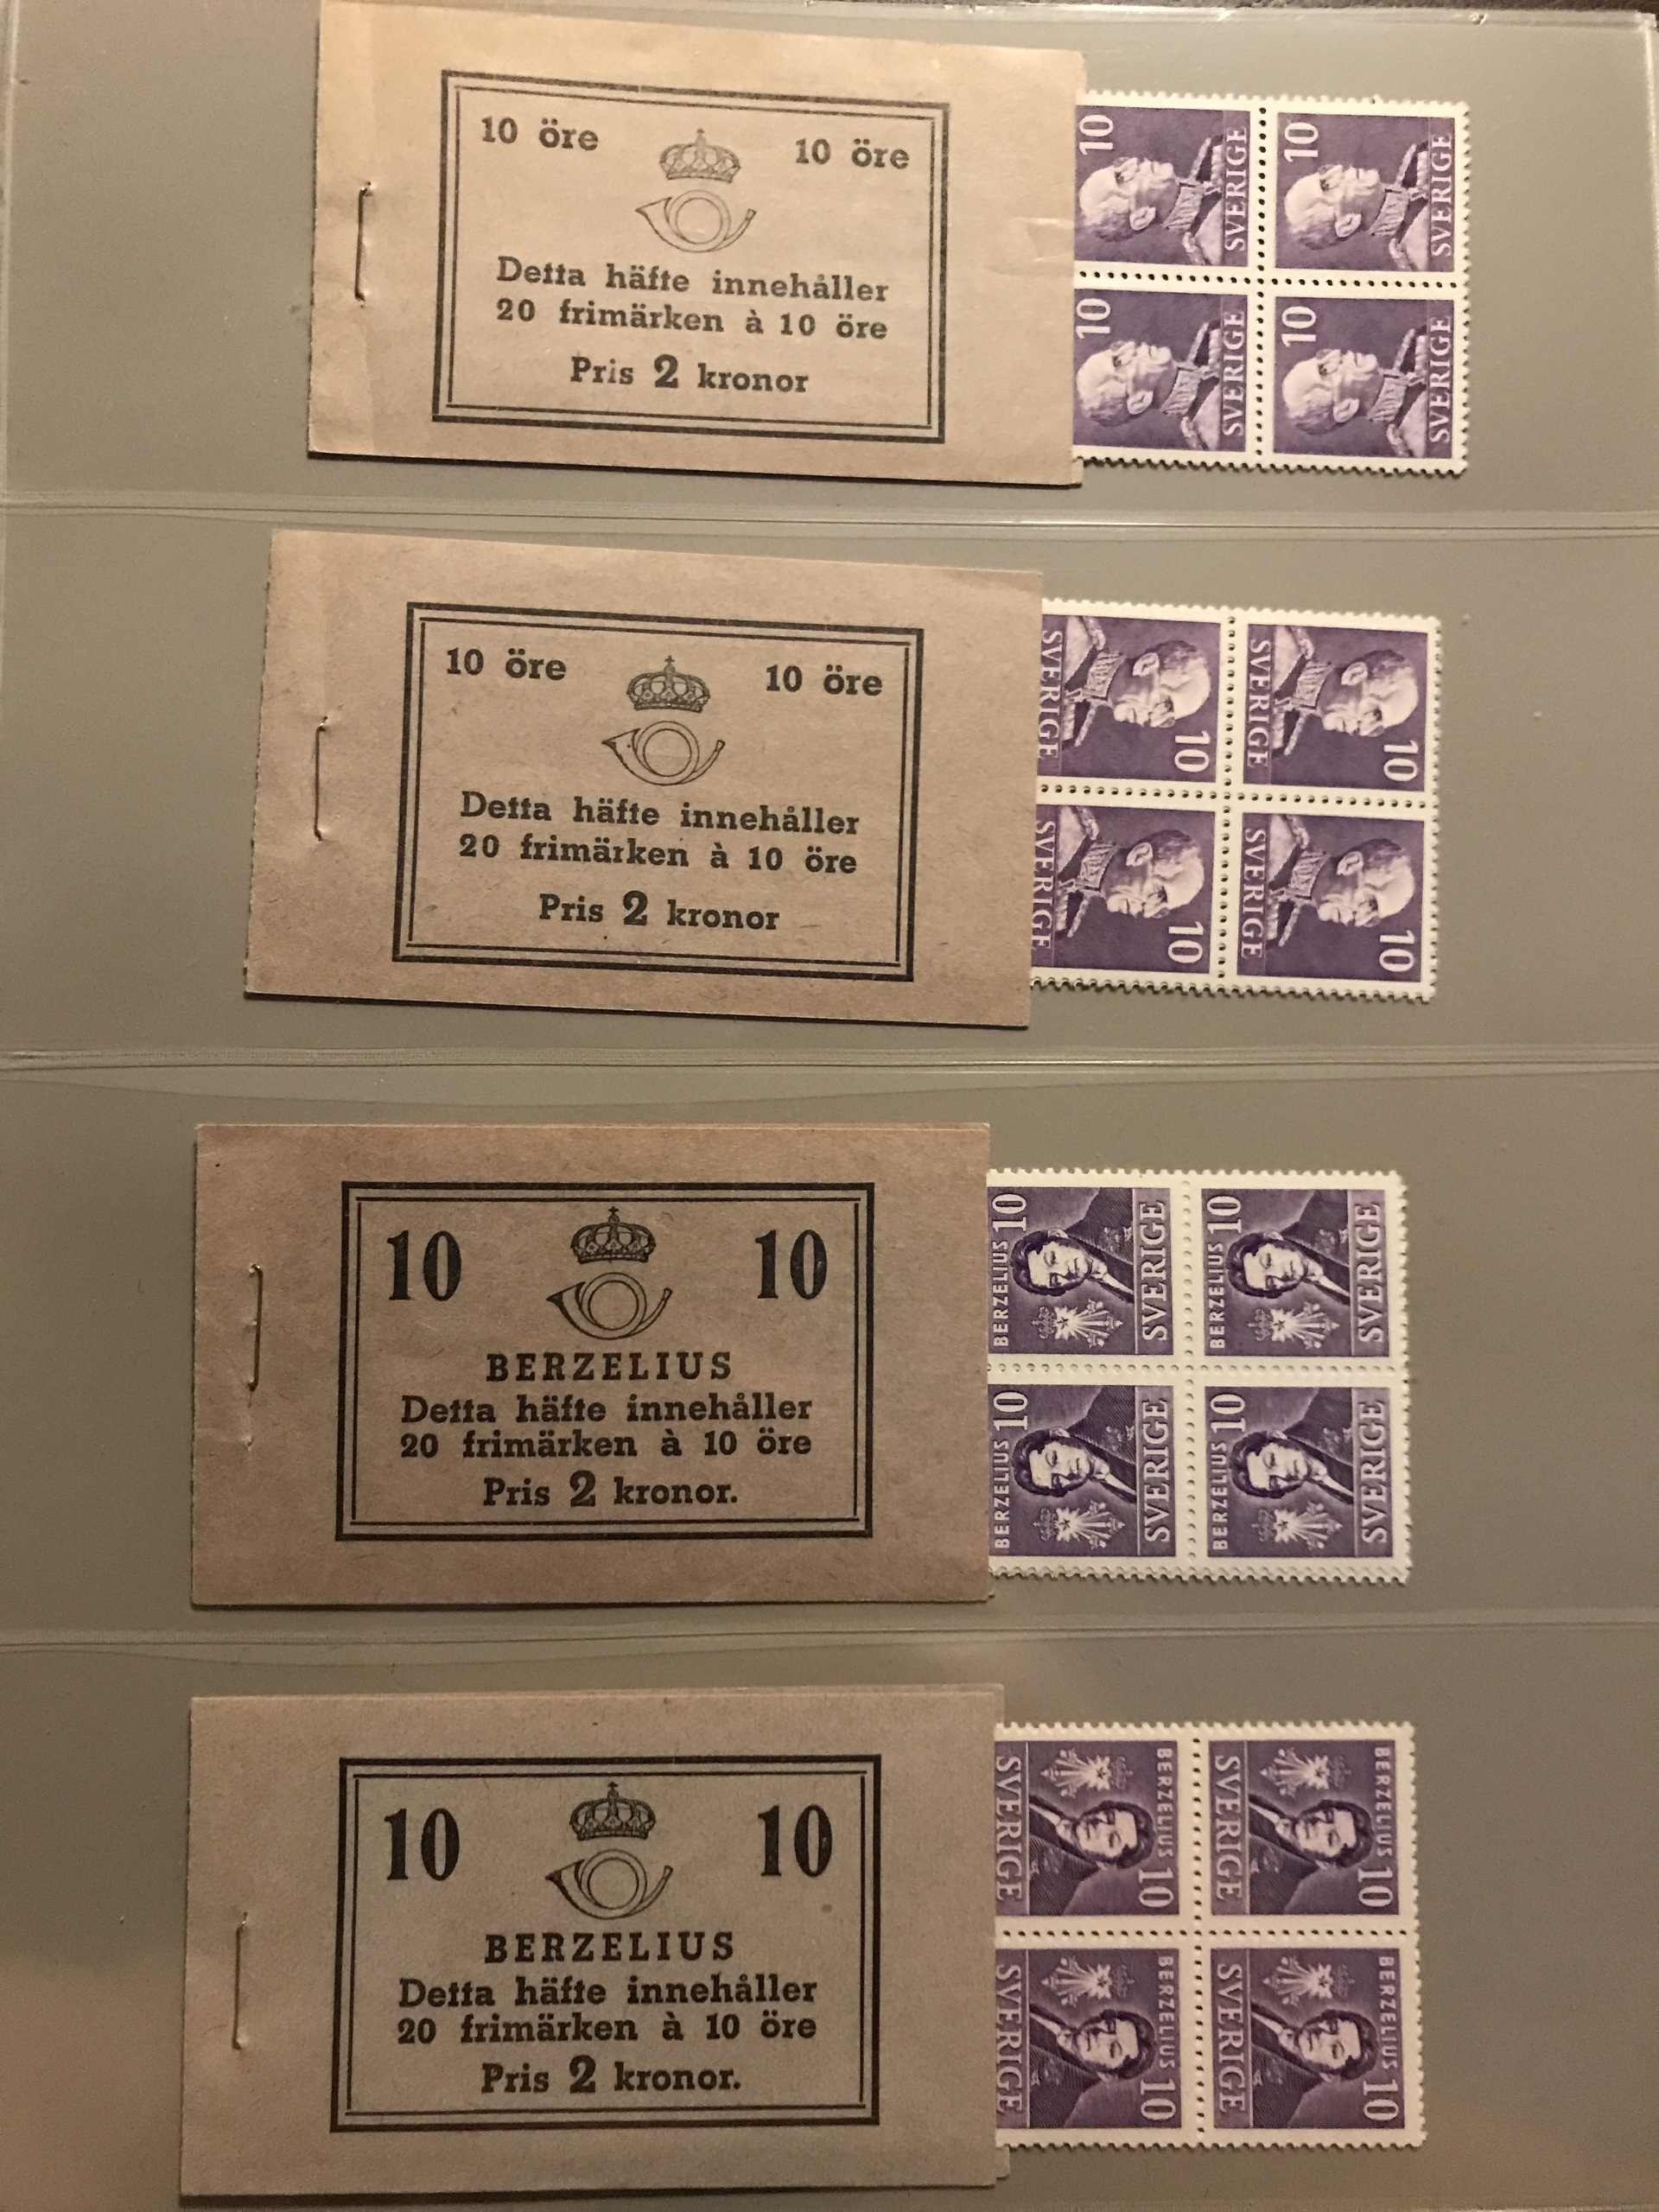 10 öre 10 öre
Detta häfte innehåller
20 frimärken à 10 öre
Pris 2 kronor
10 10
SVERIGE SVERIGE
10 10
SVERIGE SVERIGE
10 öre 10 öre
Detta häfte innehåller
20 frimärken à 10 öre
Pris 2 kronor
SVERIGE SVERIGE
10 10
SVERIGE SVERIGE
10 10
10 10
BERZELIUS
Detta häfte innehåller
20 frimärken à 10 öre
Pris 2 kronor.
BERZELIUS 10
SVERIGE
BERZELIUS 10
SVERIGE
BERZELIUS 10
SVERIGE
BERZELIUS 10
SVERIGE
10 10
BERZELIUS
Detta häfte innehåller
20 frimärken à 10 öre
Pris 2 kronor.
BERZELIUS 10
SVERIGE
BERZELIUS 10
SVERIGE
BERZELIUS 10
SVERIGE
BERZELIUS 10
SVERIGE